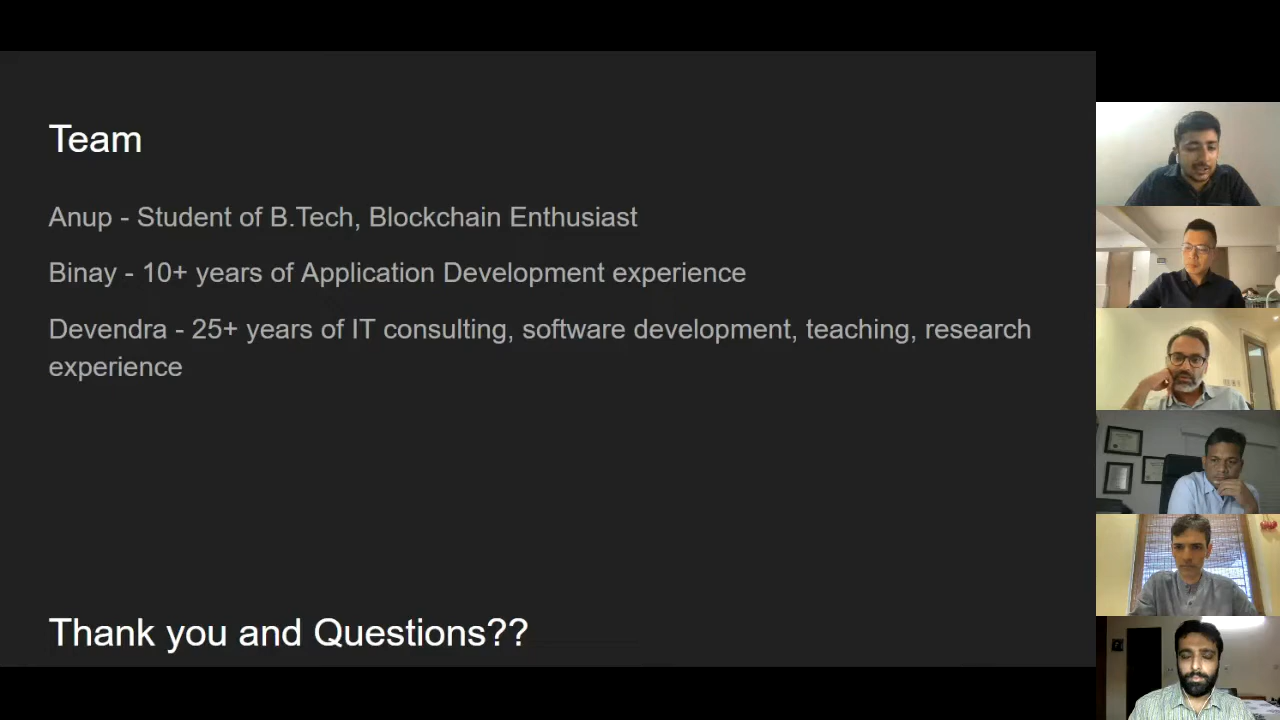 Team
Anup - Student of B.Tech, Blockchain Enthusiast
Binay - 10+ years of Application Development experience
Devendra - 25+ years of IT consulting, software development, teaching, research
experience
Thank you and Questions??